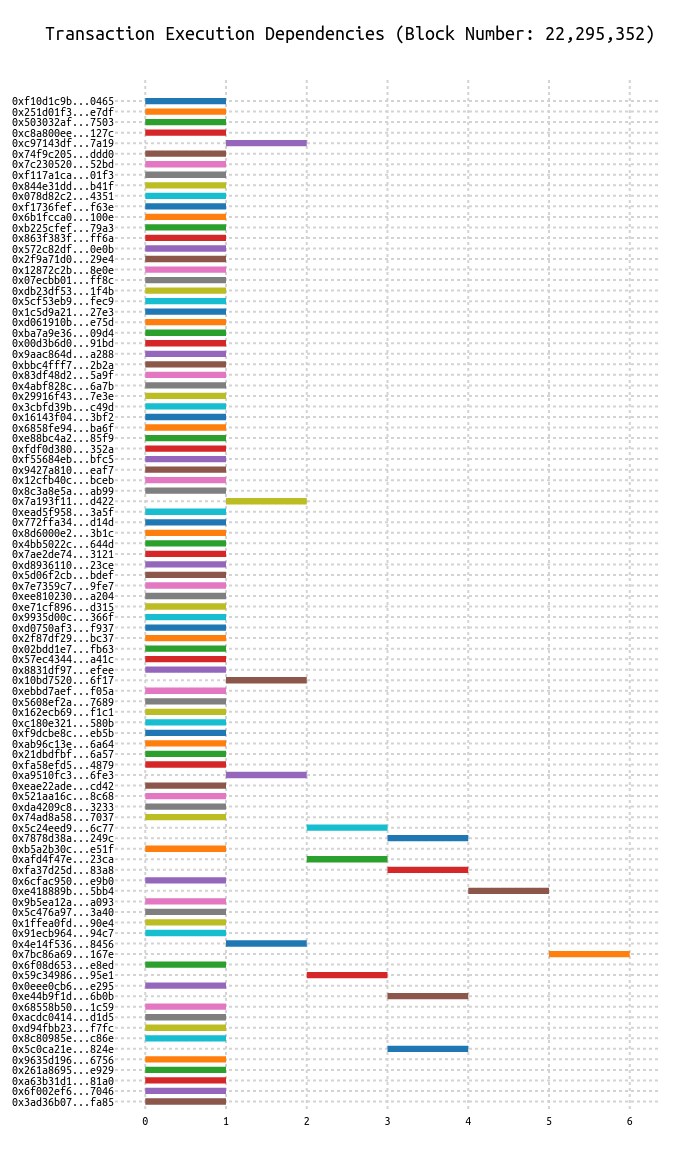 Transaction Execution Dependencies (Block Number: 22,295,352)
0xf10d1c9b...0465
0x251d01f3...e7df
0x503032af...7503
0xc8a800ee...127c
0xc97143df...7a19
0x74f9c205...ddd0
0x7c230520...52bd
0xf117a1ca...01f3
0x844e31dd...b41f
0x078d82c2...4351
0xf1736fef...f63e
0x6b1fcca0...100e
0xb225cfef...79a3
0x863f383f...ff6a
0x572c82df...0e0b
0x2f9a71d0...29e4
0x12872c2b...8e0e
0x07ecbb01...ff8c
0xdb23df53...1f4b
0x5cf53eb9...fec9
0x1c5d9a21...27e3
0xd061910b...e75d
0xba7a9e36...09d4
0x00d3b6d0...91bd
0x9aac864d...a288
0xbbc4fff7...2b2a
0x83df48d2...5a9f
0x4abf828c...6a7b
0x29916f43...7e3e
0x3cbfd39b...c49d
0x16143f04...3bf2
0x6858fe94...ba6f
0xe88bc4a2...85f9
0xfdf0d380...352a
0xf55684eb...bfc5
0x9427a810...eaf7
0x12cfb40c...bceb
0x8c3a8e5a...ab99
0x7a193f11...d422
0xead5f958...3a5f
0x772ffa34...d14d
0x8d6000e2...3b1c
0x4bb5022c...644d
0x7ae2de74...3121
0xd8936110...23ce
0x5d06f2cb...bdef
0x7e7359c7...9fe7
0xee810230...a204
0xe71cf896...d315
0x9935d00c...366f
0xd0750af3...f937
0x2f87df29...bc37
0x02bdd1e7...fb63
0x57ec4344...a41c
0x8831df97...efee
0x10bd7520...6f17
0xebbd7aef...f05a
0x5608ef2a...7689
0x162ecb69...f1c1
0xc180e321...580b
0xf9dcbe8c...eb5b
0xab96c13e...6a64
0x21dbdfbf...6a57
0xfa58efd5...4879
0xa9510fc3...6fe3
0xeae22ade...cd42
0x521aa16c...8c68
0xda4209c8...3233
0x74ad8a58...7037
0x5c24eed9...6c77
0x7878d38a...249c
0xb5a2b30c...e51f
0xafd4f47e...23ca
0xfa37d25d...83a8
0x6cfac950...e9b0
0xe418889b...5bb4
0x9b5ea12a...a093
0x5c476a97...3a40
0x1ffea0fd...90e4
0x91ecb964...94c7
0x4e14f536...8456
0x7bc86a69...167e
0x6f08d653...e8ed
0x59c34986...95e1
0x0eee0cb6...e295
0xe44b9f1d...6b0b
0x68558b50...1c59
0xacdc0414...d1d5
0xd94fbb23...f7fc
0x8c80985e...c86e
0x5c0ca21e...824e
0x9635d196...6756
0x261a8695...e929
0xa63b31d1...81a0
0x6f002ef6...7046
0x3ad36b07...fa85
0 1 2 3 4 5 6